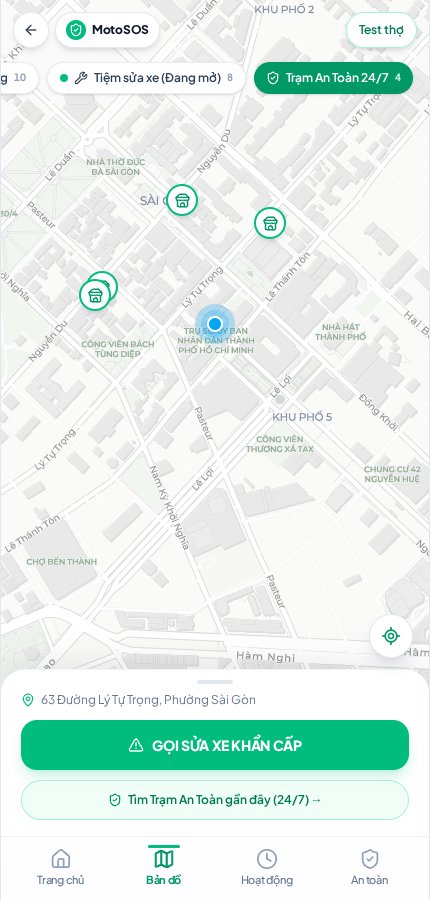 KHU PHỐ 2
MotoSOS
Test thợ
g 10
Tiệm sửa xe (Đang mở) 8
Trạm An Toàn 24/7 4
Lê Duẩn
Nguyễn Du
Lý Tự Trọng
NHÀ THỜ ĐỨC
BÀ SÀI GÒN
30/4
Pasteur
Lý Tự Trọng
Lê Thánh Tôn
Nguyễn Du
CÔNG VIÊN BÁCH
TÙNG DIỆP
NHÂN DÂN THÀNH
PHỐ HỒ CHÍ MINH
NHÀ HÁT
THÀNH PHỐ
Lê Lợi
Đồng Khởi
Pasteur
KHU PHỐ 5
CÔNG VIÊN
THƯƠNG XÁ TAX
Lý Tự Trọng
Lê Lợi
Nam Kỳ Khởi Nghĩa
CHUNG CƯ 42
NGUYỄN HUỆ
Lê Thánh Tôn
CHỢ BẾN THÀNH
Pasteur
Hàm Nghi
63 Đường Lý Tự Trọng, Phường Sài Gòn
GỌI SỬA XE KHẨN CẤP
Tìm Trạm An Toàn gần đây (24/7) →
Trang chủ
Bản đồ
Hoạt động
An toàn